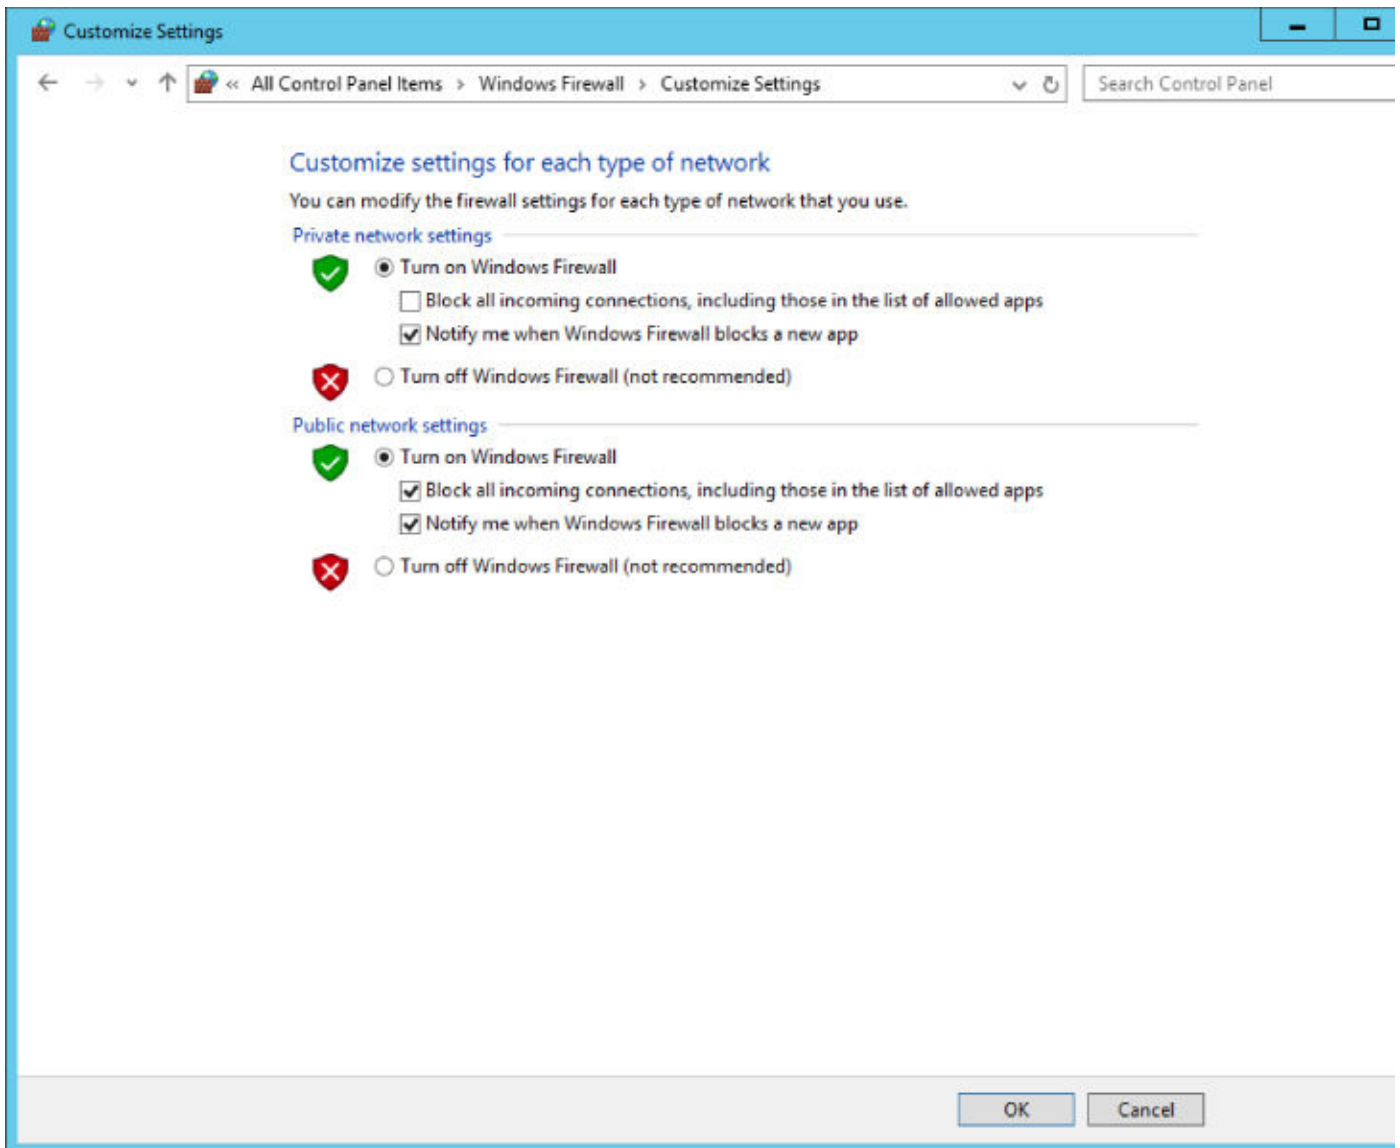 Customize Settings
« All Control Panel Items > Windows Firewall > Customize Settings
Search Control Panel
Customize settings for each type of network
You can modify the firewall settings for each type of network that you use.
Private network settings
Turn on Windows Firewall
Block all incoming connections, including those in the list of allowed apps
Notify me when Windows Firewall blocks a new app
Turn off Windows Firewall (not recommended)
Public network settings
Turn on Windows Firewall
Block all incoming connections, including those in the list of allowed apps
Notify me when Windows Firewall blocks a new app
Turn off Windows Firewall (not recommended)
OK
Cancel